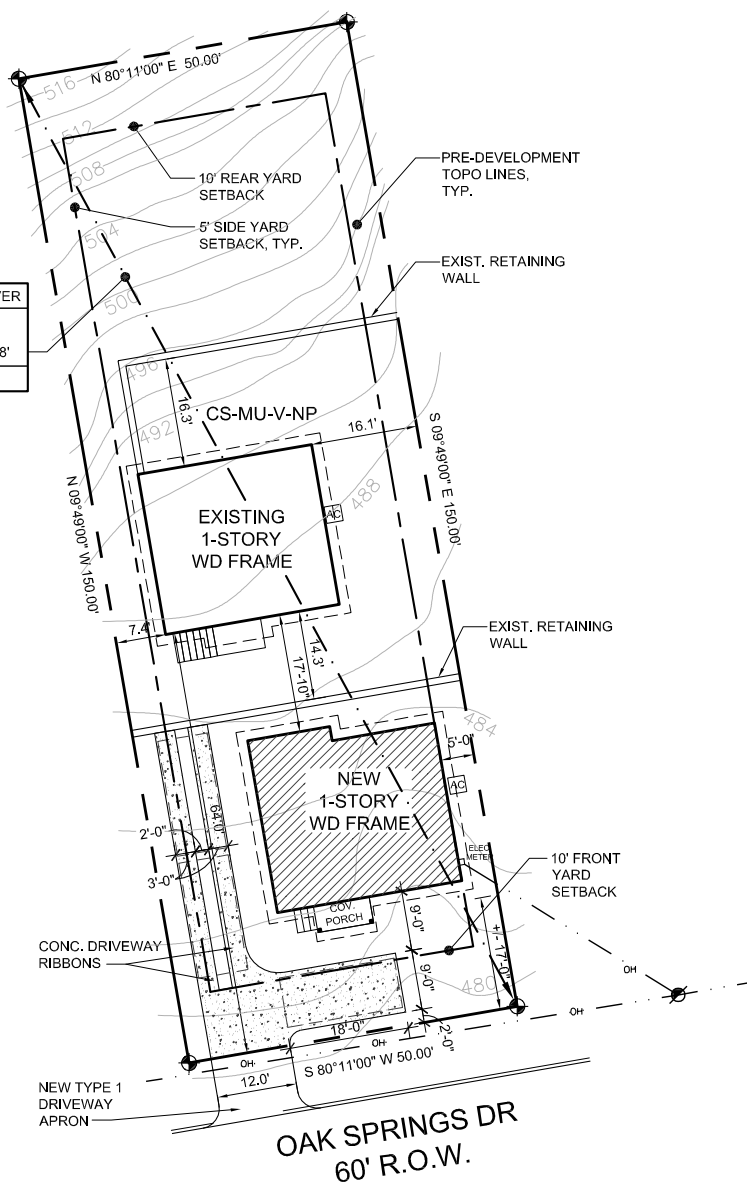 N 80°11'00" E 50.00'
516
512
508
504
500
496
492
488
484
480
10' REAR YARD
SETBACK
5' SIDE YARD
SETBACK, TYP.
PRE-DEVELOPMENT
TOPO LINES,
TYP.
EXIST. RETAINING
WALL
8'
16.3'
CS-MU-V-NP
16.1'
S 09°49'00" E 150.00'
N 09°49'00" W 150.00'
EXISTING
1-STORY
WD FRAME
AC
7.4'
14.3'
17'-10"
EXIST. RETAINING
WALL
5'-0"
NEW
1-STORY
WD FRAME
AC
64.0'
2'-0"
3'-0"
ELEC
METER
10' FRONT
YARD
SETBACK
COV.
PORCH
9'-0"
9'-0"
+/- 17'-0"
CONC. DRIVEWAY
RIBBONS
18'-0"
2'-0"
OH
OH
OH
OH
S 80°11'00" W 50.00'
12.0'
NEW TYPE 1
DRIVEWAY
APRON
OAK SPRINGS DR
60' R.O.W.